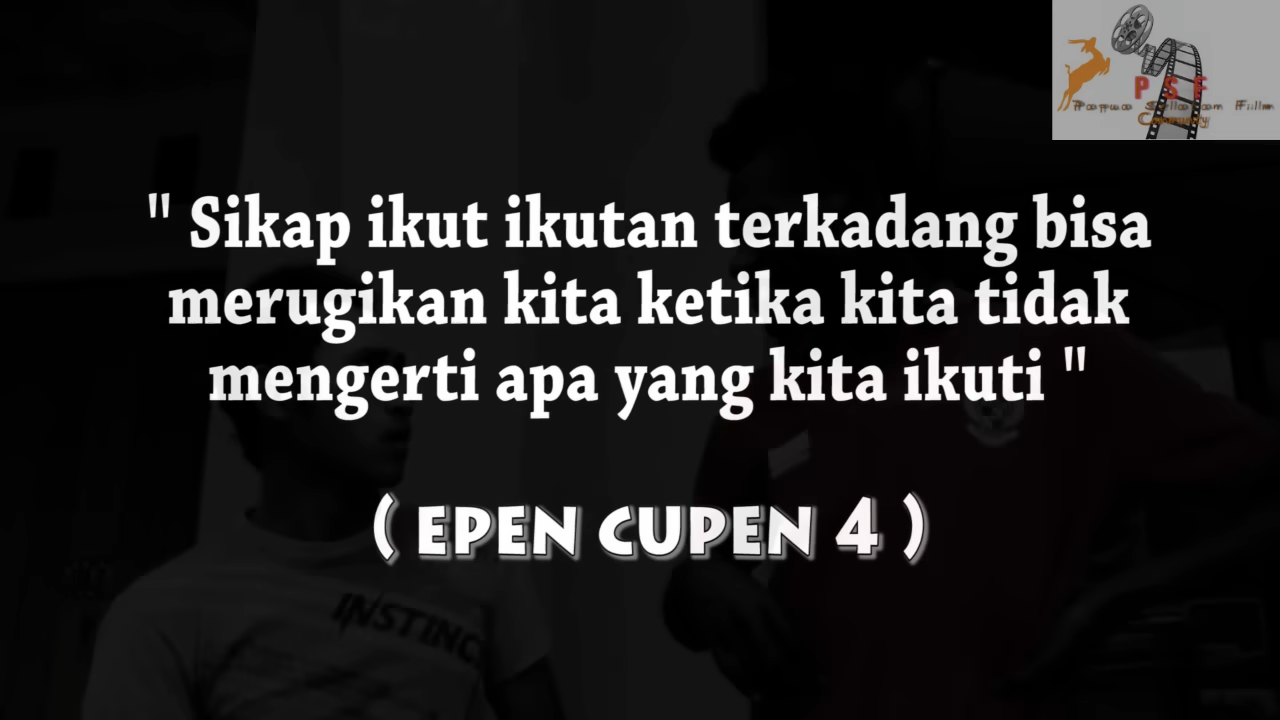 P S F
" Sikap ikut ikutan terkadang bisa
merugikan kita ketika kita tidak
mengerti apa yang kita ikuti "
( EPEN CUPEN 4 )
INSTINC